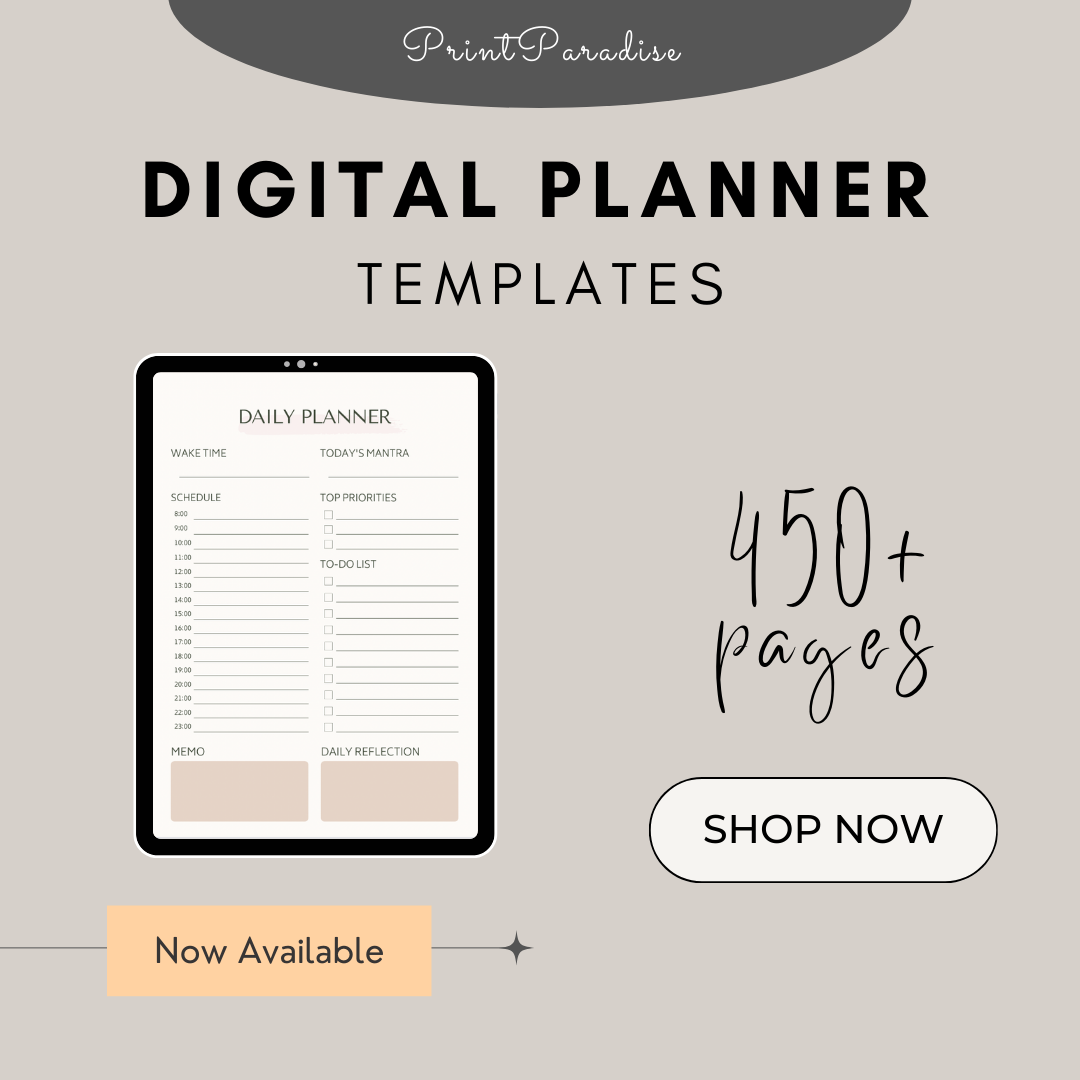 PrintParadise
DIGITAL PLANNER
TEMPLATES
DAILY PLANNER
WAKE TIME
TODAY'S MANTRA
SCHEDULE
8:00
9:00
10:00
11:00
12:00
13:00
14:00
15:00
16:00
17:00
18:00
19:00
20:00
21:00
22:00
23:00
TOP PRIORITIES
TO-DO LIST
MEMO
DAILY REFLECTION
450+
pages
SHOP NOW
Now Available